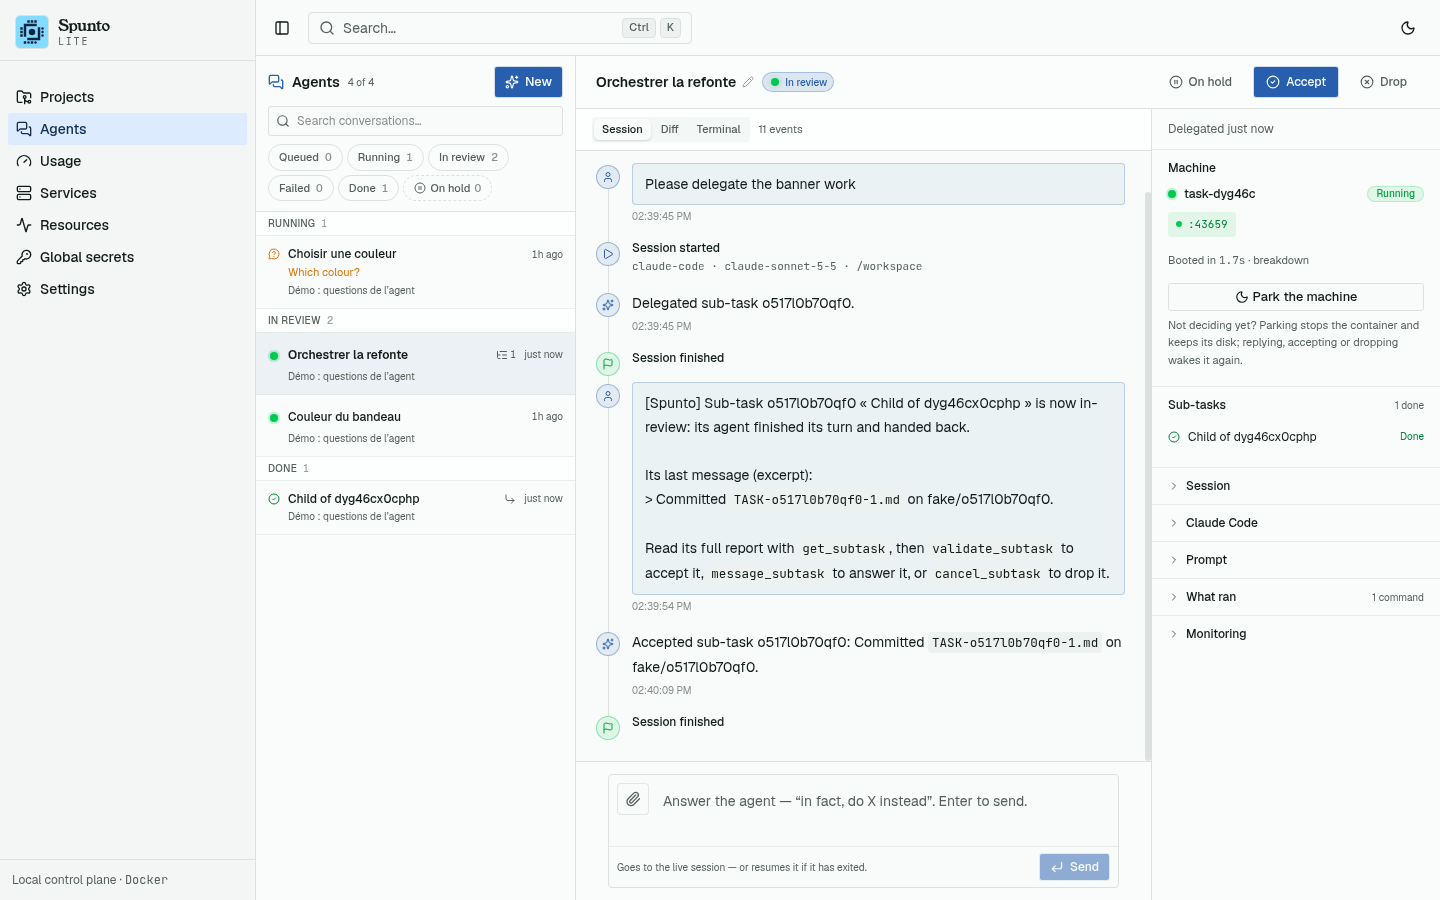 Spunto
LITE
Projects
Agents
Usage
Services
Resources
Global secrets
Settings
Local control plane · Docker
Search...
Ctrl K
Agents 4 of 4
New
Search conversations...
Queued 0
Running 1
In review 2
Failed 0
Done 1
On hold 0
RUNNING 1
Choisir une couleur 1h ago
Which colour?
Démo : questions de l'agent
IN REVIEW 2
Orchestrer la refonte 1 just now
Démo : questions de l'agent
Couleur du bandeau 1h ago
Démo : questions de l'agent
DONE 1
Child of dyg46cx0cphp just now
Démo : questions de l'agent
Orchestrer la refonte
In review
On hold
Accept
Drop
Session Diff Terminal 11 events
Please delegate the banner work
02:39:45 PM
Session started
claude-code · claude-sonnet-5-5 · /workspace
Delegated sub-task o517l0b70qf0.
02:39:45 PM
Session finished
[Spunto] Sub-task o517l0b70qf0 « Child of dyg46cx0cphp » is now in-
review: its agent finished its turn and handed back.
Its last message (excerpt):
> Committed TASK-o517l0b70qf0-1.md on fake/o517l0b70qf0.
Read its full report with get_subtask, then validate_subtask to
accept it, message_subtask to answer it, or cancel_subtask to drop it.
02:39:54 PM
Accepted sub-task o517l0b70qf0: Committed TASK-o517l0b70qf0-1.md on
fake/o517l0b70qf0.
02:40:09 PM
Session finished
Answer the agent — “in fact, do X instead”. Enter to send.
Goes to the live session — or resumes it if it has exited.
Send
Delegated just now
Machine
task-dyg46c Running
:43659
Booted in 1.7s · breakdown
Park the machine
Not deciding yet? Parking stops the container and
keeps its disk; replying, accepting or dropping
wakes it again.
Sub-tasks 1 done
Child of dyg46cx0cphp Done
Session
Claude Code
Prompt
What ran 1 command
Monitoring